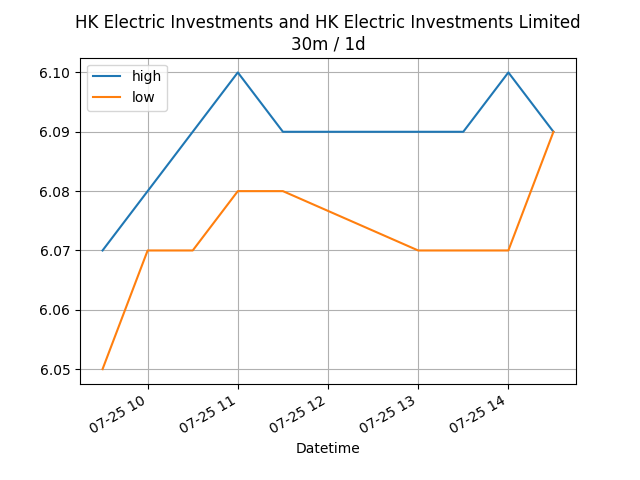 HK Electric Investments and HK Electric Investments Limited
30m / 1d
high
low
6.10
6.09
6.08
6.07
6.06
6.05
07-25 10
07-25 11
07-25 12
07-25 13
07-25 14
Datetime